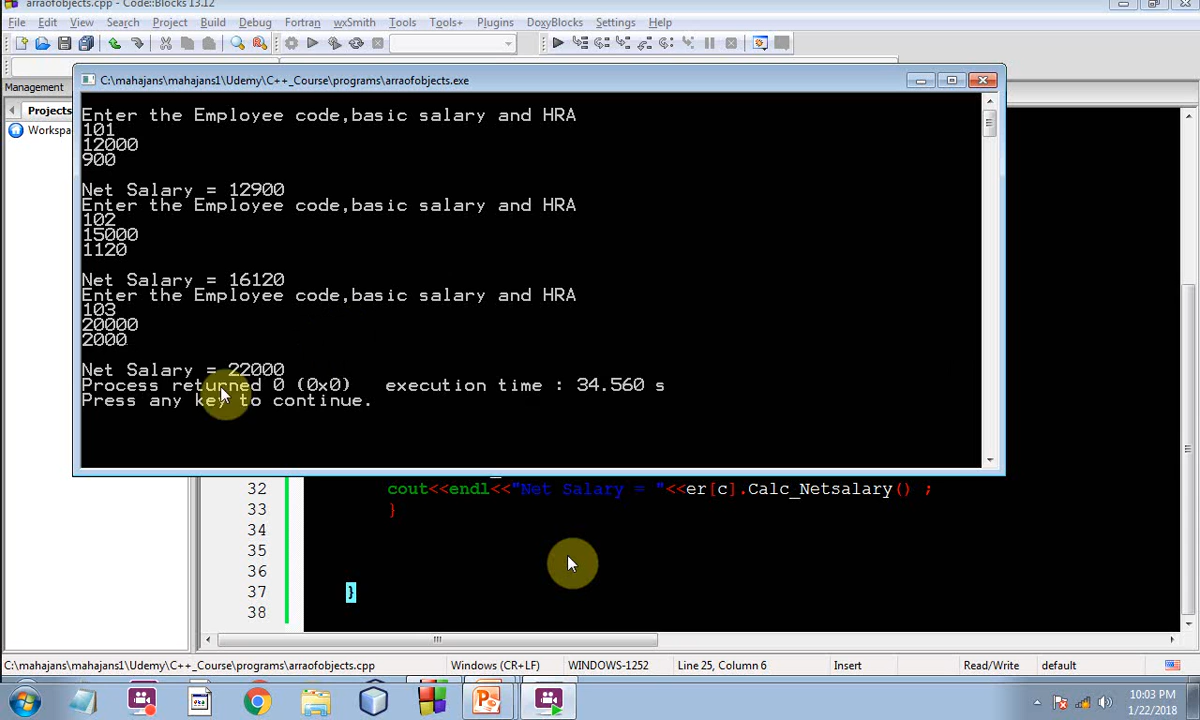 arraofobjects.cpp - Code::Blocks 13.12
File Edit View Search Project Build Debug Fortran wxSmith Tools Tools+ Plugins DoxyBlocks Settings Help
Management
Projects
Workspa
C:\mahajans\mahajans1\Udemy\C++_Course\programs\arraofobjects.exe
Enter the Employee code,basic salary and HRA
101
12000
900
Net Salary = 12900
Enter the Employee code,basic salary and HRA
102
15000
1120
Net Salary = 16120
Enter the Employee code,basic salary and HRA
103
20000
2000
Net Salary = 22000
Process returned 0 (0x0)   execution time : 34.560 s
Press any key to continue.
32 cout<<endl<<"Net Salary = "<<er[c].Calc_Netsalary() ;
33 }
34
35
36
37 }
38
C:\mahajans\mahajans1\Udemy\C++_Course\programs\arraofobjects.cpp Windows (CR+LF) WINDOWS-1252 Line 25, Column 6 Insert Read/Write default
10:03 PM
1/22/2018